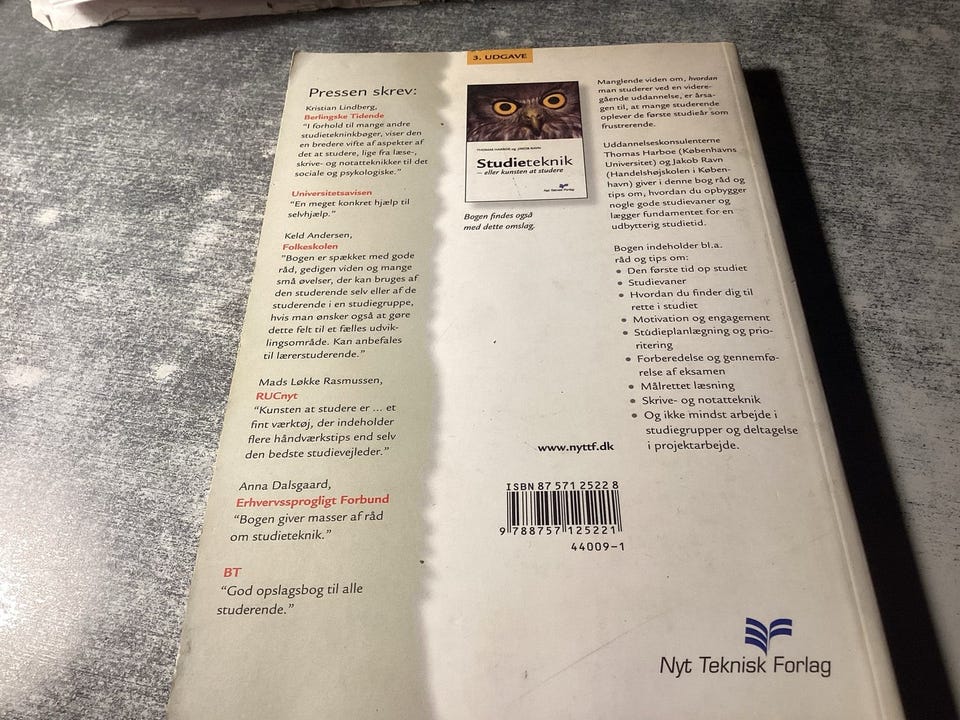 3. UDGAVE
Pressen skrev:
Kristian Lindberg,
Berlingske Tidende
"I forhold til mange andre
studietekninkbøger, viser den
en bredere vifte af aspekter af
det at studere, lige fra læse-,
skrive- og notatteknikker til det
sociale og psykologiske."
Universitetsavisen
"En meget konkret hjælp til
selvhjælp."
Keld Andersen,
Folkeskolen
"Bogen er spækket med gode
råd, gedigen viden og mange
små øvelser, der kan bruges af
den studerende selv eller af de
studerende i en studiegruppe,
hvis man ønsker også at gøre
dette felt til et fælles udvik-
lingsområde. Kan anbefales
til lærerstuderende."
Mads Løkke Rasmussen,
RUCnyt
"Kunsten at studere er ... et
fint værktøj, der indeholder
flere håndværkstips end selv
den bedste studievejleder."
Anna Dalsgaard,
Erhvervssprogligt Forbund
"Bogen giver masser af råd
om studieteknik."
BT
"God opslagsbog til alle
studerende."
THOMAS HARBOE og JAKOB RAVN
Studieteknik
– eller kunsten at studere
Nyt Teknisk Forlag
Bogen findes også
med dette omslag.
Manglende viden om, hvordan
man studerer ved en videre-
gående uddannelse, er årsa-
gen til, at mange studerende
oplever de første studieår som
frustrerende.
Uddannelseskonsulenterne
Thomas Harboe (Københavns
Universitet) og Jakob Ravn
(Handelshøjskolen i Køben-
havn) giver i denne bog råd og
tips om, hvordan du opbygger
nogle gode studievaner og
lægger fundamentet for en
udbytterig studietid.
Bogen indeholder bl.a.
råd og tips om:
• Den første tid op studiet
• Studievaner
• Hvordan du finder dig til
rette i studiet
• Motivation og engagement
• Studieplanlægning og prio-
ritering
• Forberedelse og gennemfø-
relse af eksamen
• Målrettet læsning
• Skrive- og notatteknik
• Og ikke mindst arbejde i
studiegrupper og deltagelse
i projektarbejde.
www.nyttf.dk
ISBN 87 571 2522 8
9 788757 125221
44009-1
Nyt Teknisk Forlag